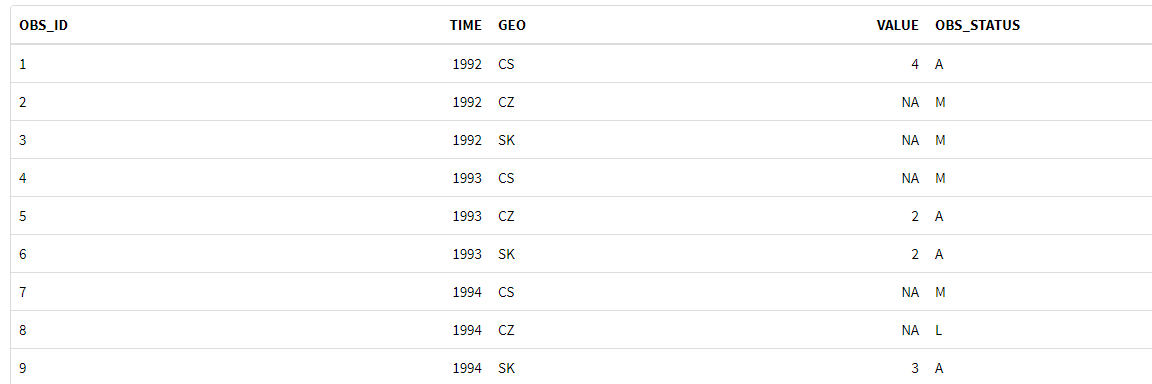 OBS_ID TIME GEO VALUE OBS_STATUS
1 1992 CS 4 A
2 1992 CZ NA M
3 1992 SK NA M
4 1993 CS NA M
5 1993 CZ 2 A
6 1993 SK 2 A
7 1994 CS NA M
8 1994 CZ NA L
9 1994 SK 3 A